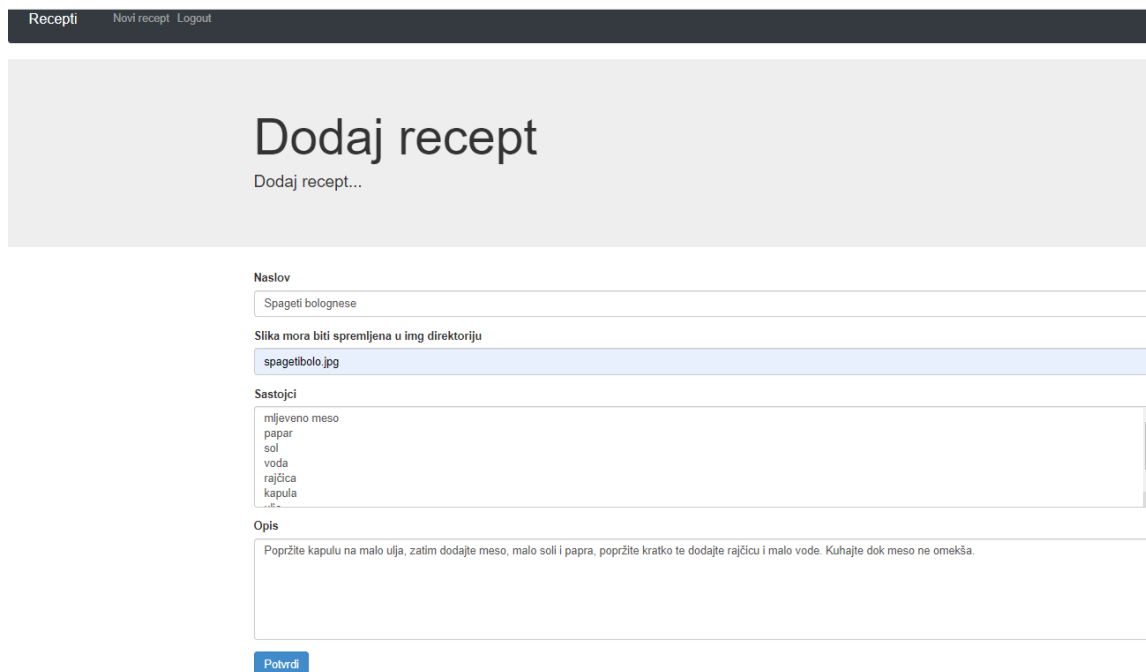 Recepti Novi recept Logout
Dodaj recept
Dodaj recept...
Naslov
Spageti bolognese
Slika mora biti spremljena u img direktoriju
spagetibolo.jpg
Sastojci
mljeveno meso
papar
sol
voda
rajčica
kapula
Opis
Popržite kapulu na malo ulja, zatim dodajte meso, malo soli i papra, popržite kratko te dodajte rajčicu i malo vode. Kuhajte dok meso ne omekša.
Potvrdi